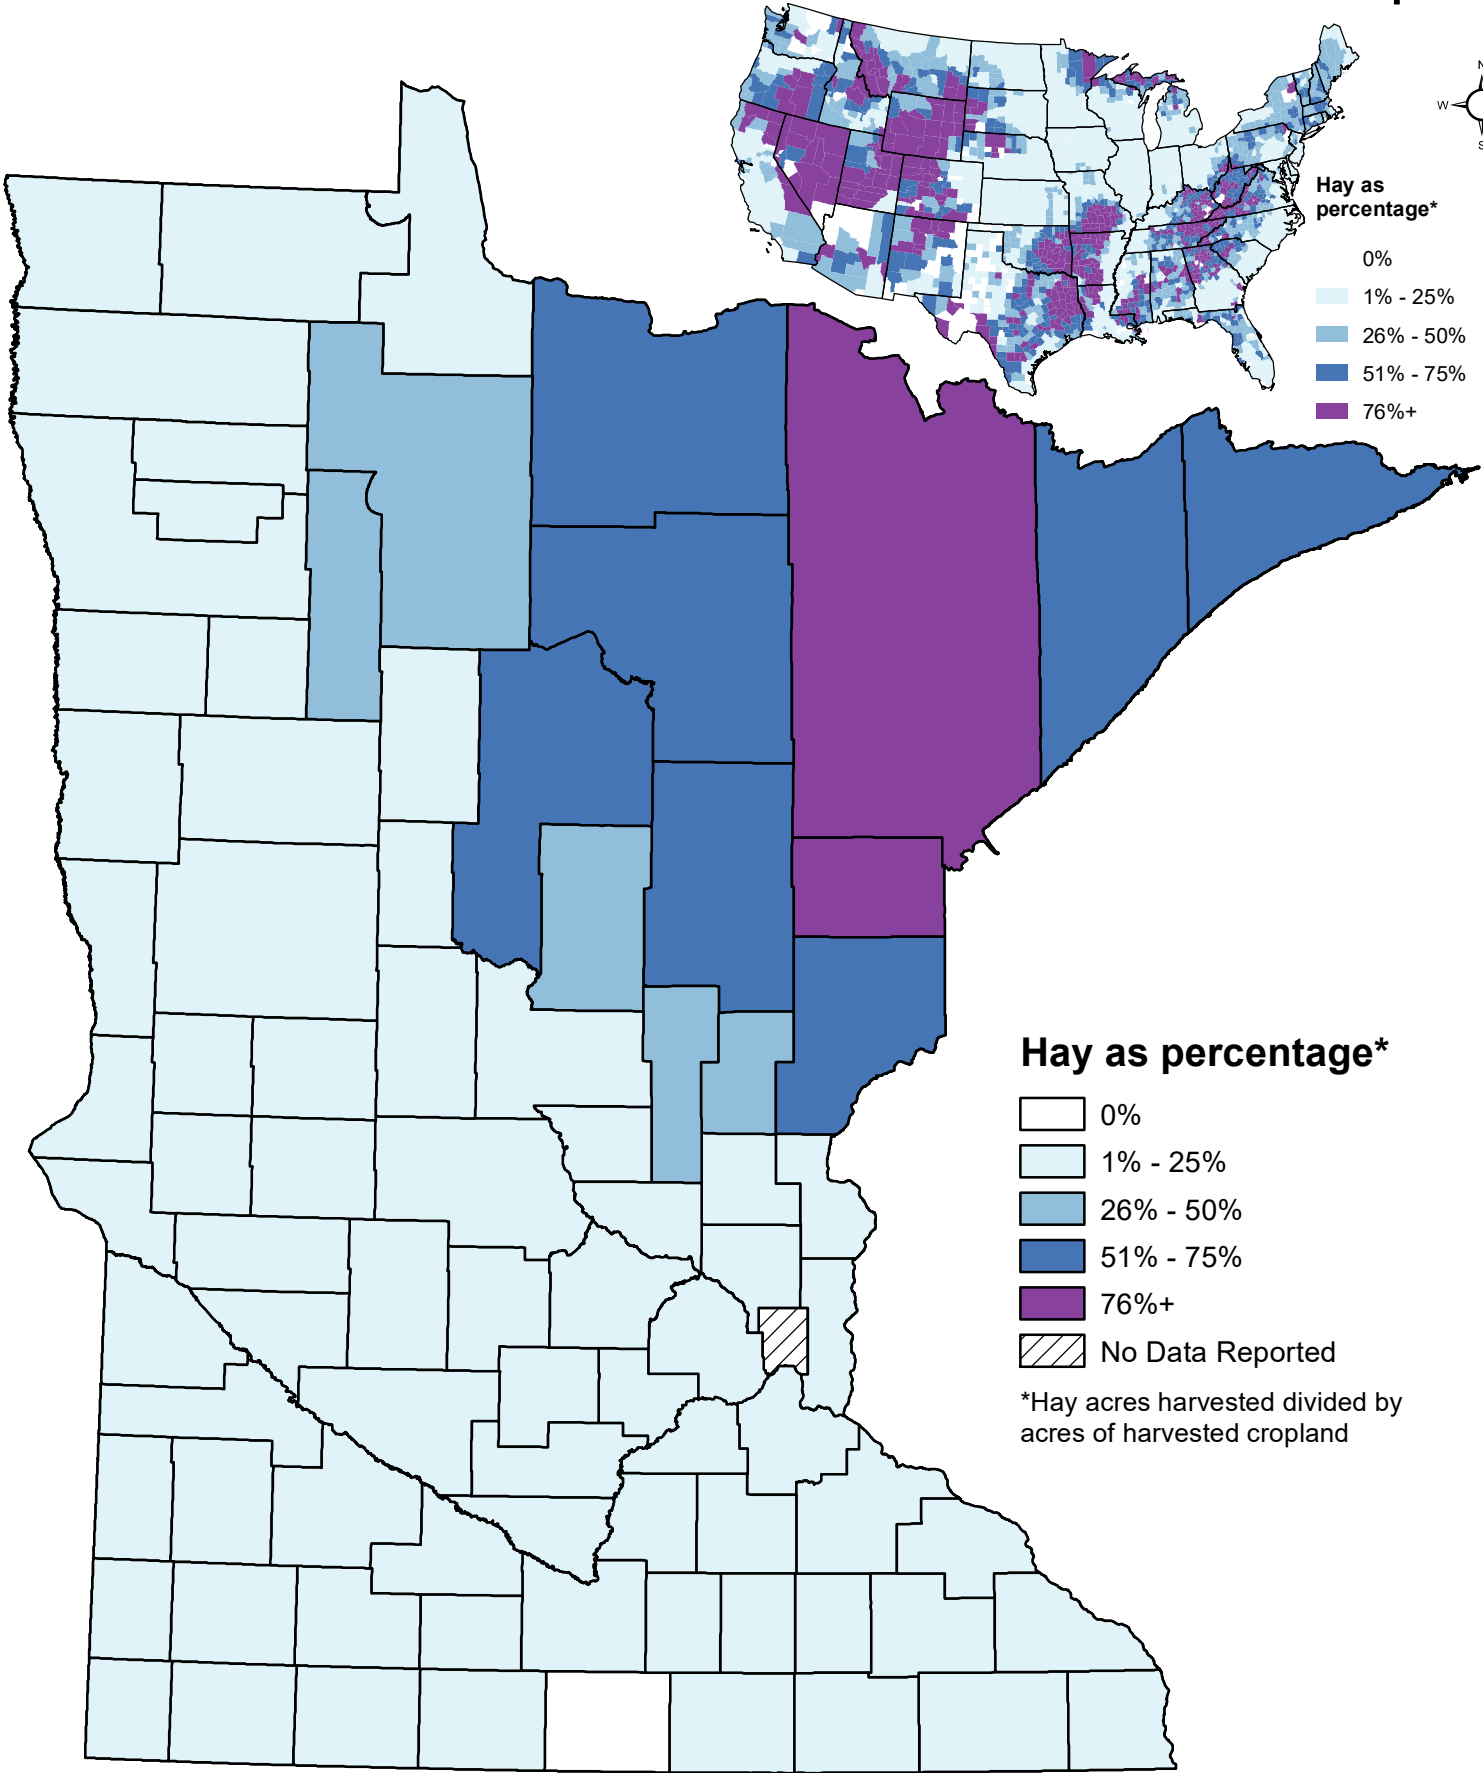 N
W
S
Hay as
percentage*
0%
1% - 25%
26% - 50%
51% - 75%
76%+
Hay as percentage*
0%
1% - 25%
26% - 50%
51% - 75%
76%+
No Data Reported
*Hay acres harvested divided by
acres of harvested cropland